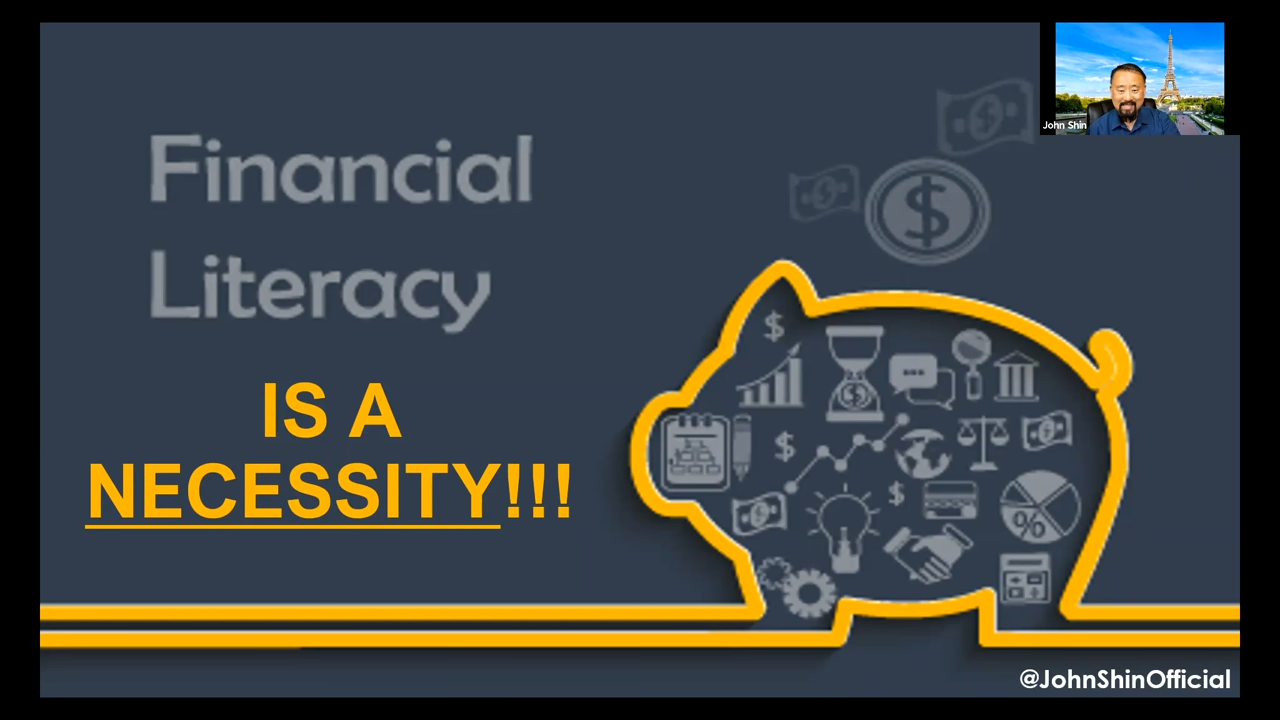 John Shin
Financial
Literacy
IS A
NECESSITY!!!
$
$
$
$
$
%
@JohnShinOfficial